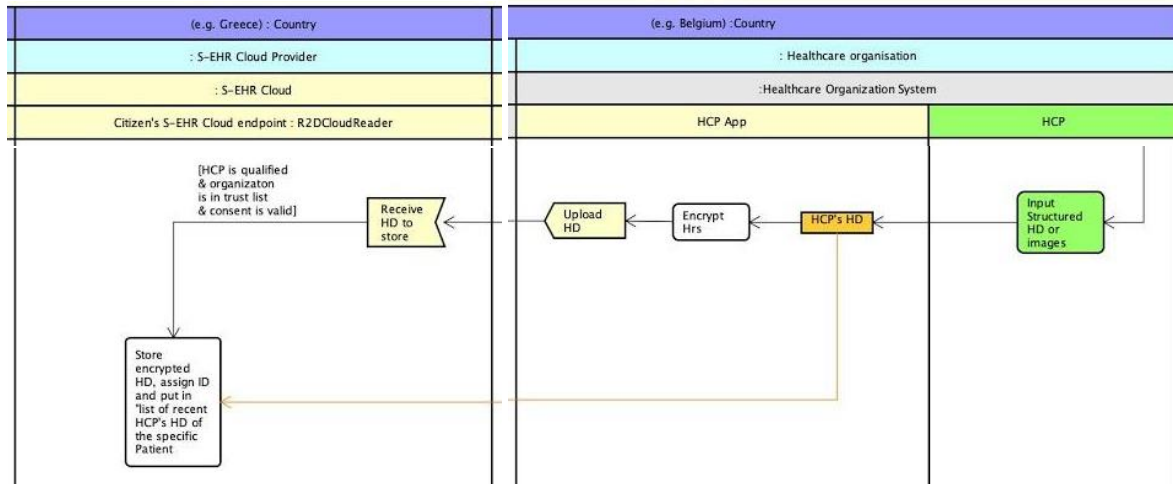 (e.g. Greece) : Country
: S-EHR Cloud Provider
: S-EHR Cloud
Citizen's S-EHR Cloud endpoint : R2DCloudReader
(e.g. Belgium) :Country
: Healthcare organisation
:Healthcare Organization System
HCP App
HCP
[HCP is qualified
& organizaton
is in trust list
& consent is valid]
Receive
HD to
store
Upload
HD
Encrypt
Hrs
HCP's HD
Input
Structured
HD or
images
Store
encrypted
HD, assign ID
and put in
"list of recent
HCP's HD of
the specific
Patient